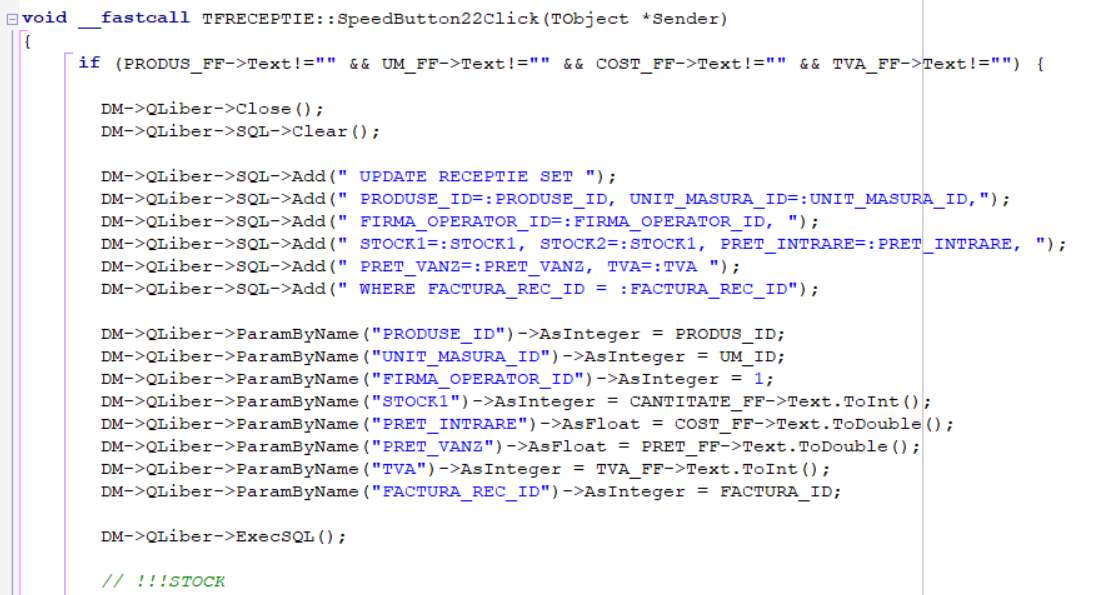 void __fastcall TFRECEPTIE::SpeedButton22Click(TObject *Sender)
{
if (PRODUS_FF->Text!="" && UM_FF->Text!="" && COST_FF->Text!="" && TVA_FF->Text!="") {
DM->QLiber->Close();
DM->QLiber->SQL->Clear();
DM->QLiber->SQL->Add(" UPDATE RECEPTIE SET ");
DM->QLiber->SQL->Add(" PRODUSE_ID=:PRODUSE_ID, UNIT_MASURA_ID=:UNIT_MASURA_ID,");
DM->QLiber->SQL->Add(" FIRMA_OPERATOR_ID=:FIRMA_OPERATOR_ID, ");
DM->QLiber->SQL->Add(" STOCK1=:STOCK1, STOCK2=:STOCK1, PRET_INTRARE=:PRET_INTRARE, ");
DM->QLiber->SQL->Add(" PRET_VANZ=:PRET_VANZ, TVA=:TVA ");
DM->QLiber->SQL->Add(" WHERE FACTURA_REC_ID = :FACTURA_REC_ID");
DM->QLiber->ParamByName("PRODUSE_ID")->AsInteger = PRODUS_ID;
DM->QLiber->ParamByName("UNIT_MASURA_ID")->AsInteger = UM_ID;
DM->QLiber->ParamByName("FIRMA_OPERATOR_ID")->AsInteger = 1;
DM->QLiber->ParamByName("STOCK1")->AsInteger = CANTITATE_FF->Text.ToInt();
DM->QLiber->ParamByName("PRET_INTRARE")->AsFloat = COST_FF->Text.ToDouble();
DM->QLiber->ParamByName("PRET_VANZ")->AsFloat = PRET_FF->Text.ToDouble();
DM->QLiber->ParamByName("TVA")->AsInteger = TVA_FF->Text.ToInt();
DM->QLiber->ParamByName("FACTURA_REC_ID")->AsInteger = FACTURA_ID;
DM->QLiber->ExecSQL();
// !!!STOCK